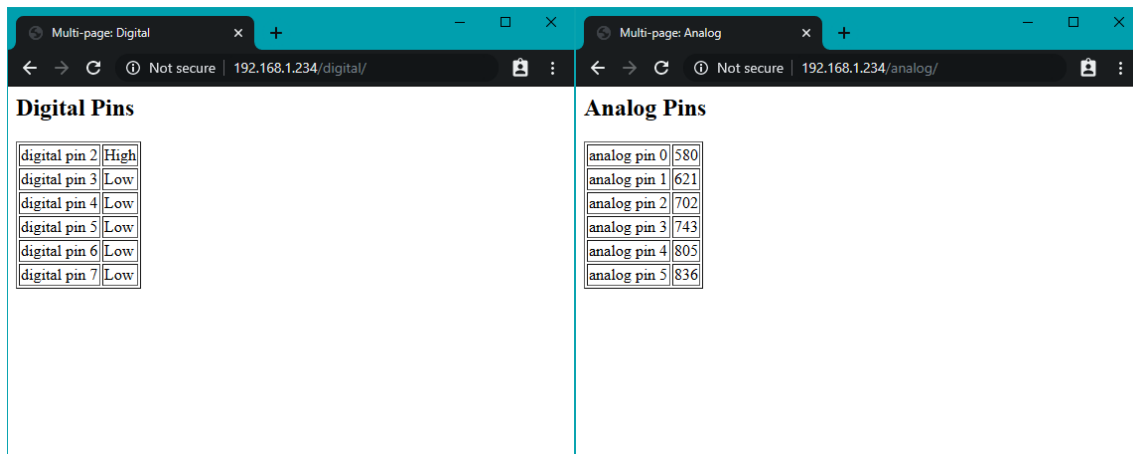 Multi-page: Digital
Not secure | 192.168.1.234/digital/
Digital Pins
digital pin 2 High
digital pin 3 Low
digital pin 4 Low
digital pin 5 Low
digital pin 6 Low
digital pin 7 Low
Multi-page: Analog
Not secure | 192.168.1.234/analog/
Analog Pins
analog pin 0 580
analog pin 1 621
analog pin 2 702
analog pin 3 743
analog pin 4 805
analog pin 5 836